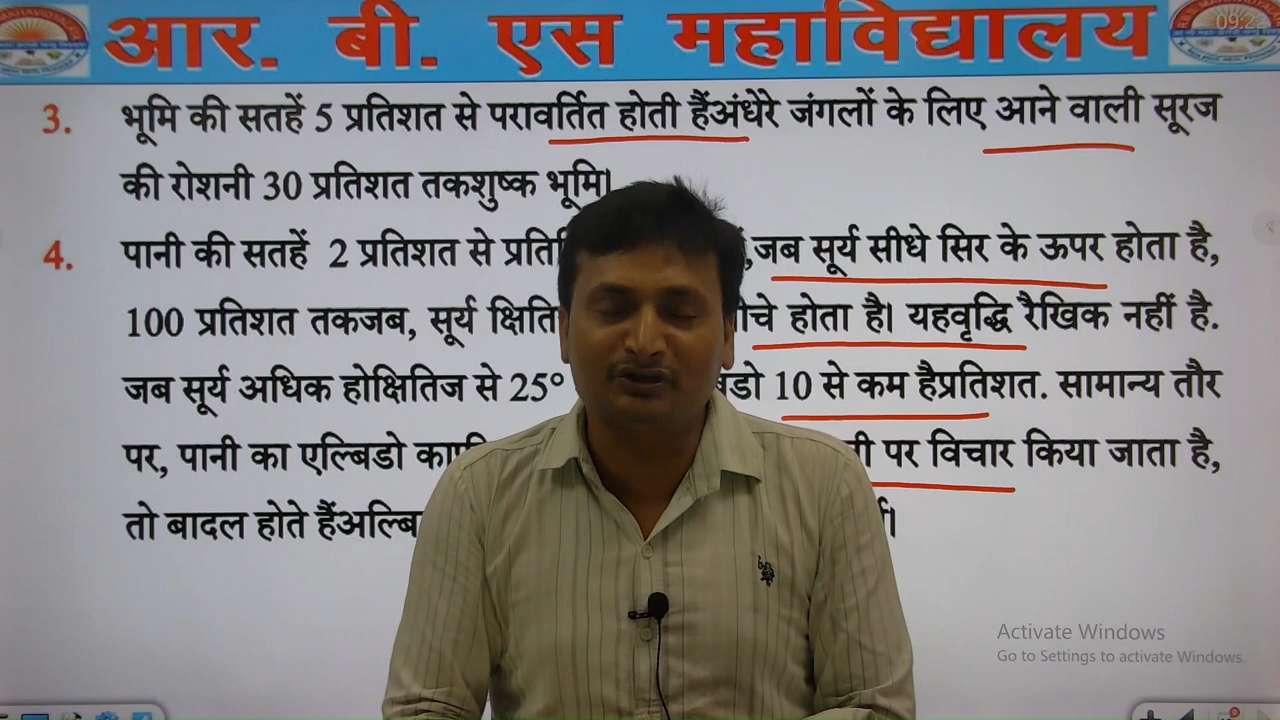 आर. बी. एस महाविद्यालय
3. भूमि की सतहें 5 प्रतिशत से परावर्तित होती हैंअंधेरे जंगलों के लिए आने वाली सूरज
की रोशनी 30 प्रतिशत तकशुष्क भूमि।
4. पानी की सतहें 2 प्रतिशत से ,जब सूर्य सीधे सिर के ऊपर होता है,
100 प्रतिशत तकजब, सूर्य होता है। यहवृद्धि रैखिक नहीं है.
जब सूर्य अधिक होक्षितिज से 25° 10 से कम हैप्रतिशत. सामान्य तौर
पर, पानी का एल्बिडो पर विचार किया जाता है,
तो बादल होते
Activate Windows
Go to Settings to activate Windows.